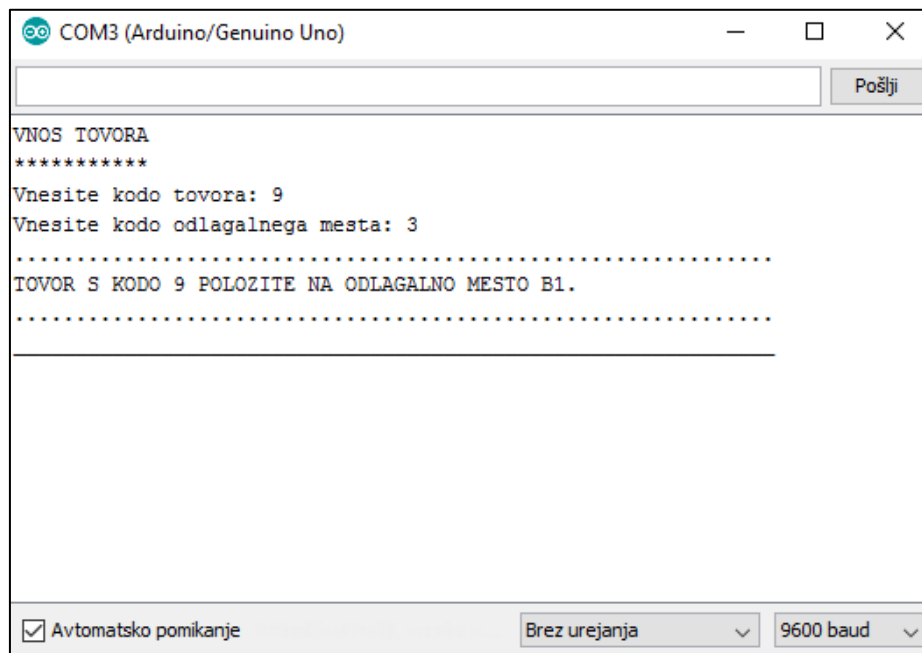 COM3 (Arduino/Genuino Uno)
Pošlji
VNOS TOVORA
***********
Vnesite kodo tovora: 9
Vnesite kodo odlagalnega mesta: 3
..............................................................
TOVOR S KODO 9 POLOZITE NA ODLAGALNO MESTO B1.
..............................................................
______________________________________________________________
Avtomatsko pomikanje Brez urejanja 9600 baud